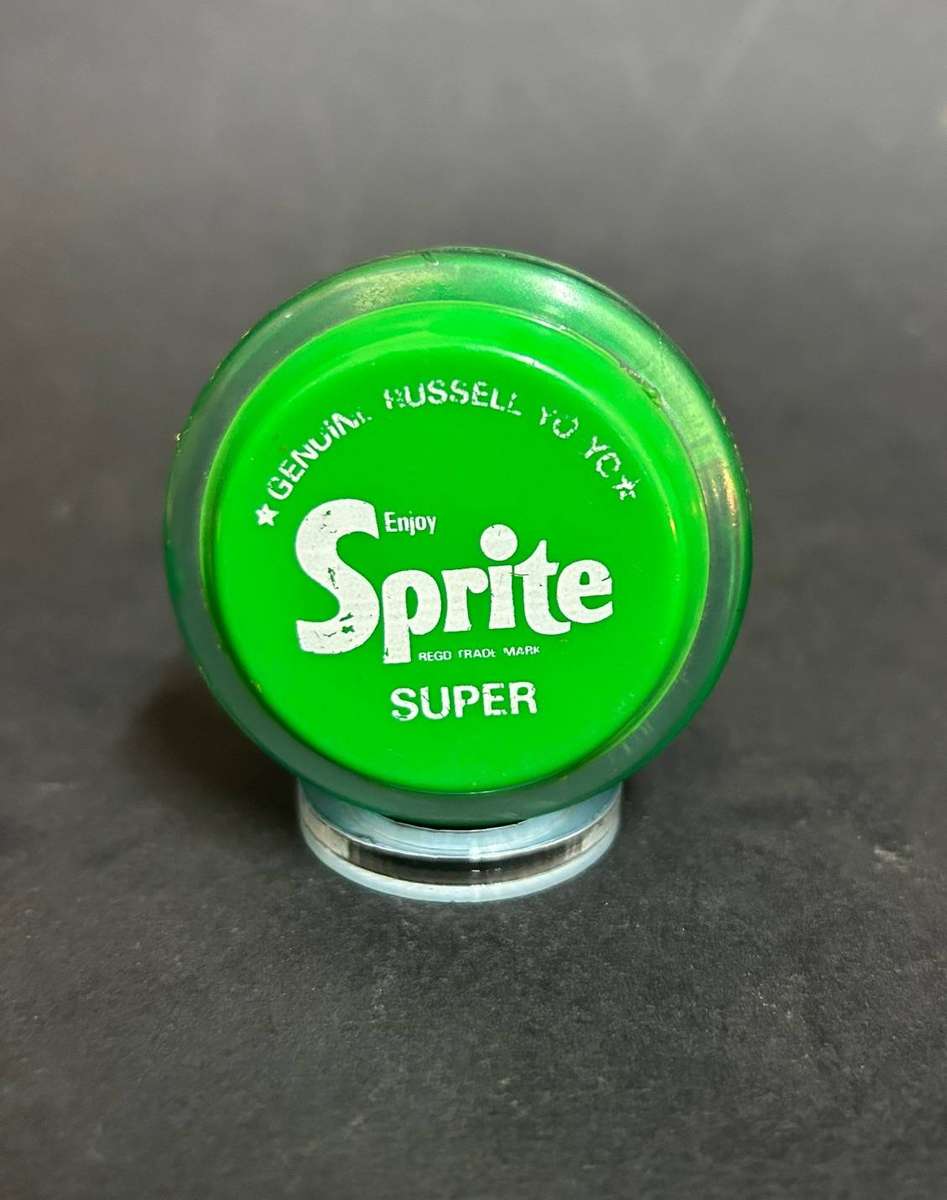 ★GENUINE RUSSELL YO YO★
Enjoy
Sprite
REGD TRADE MARK
SUPER